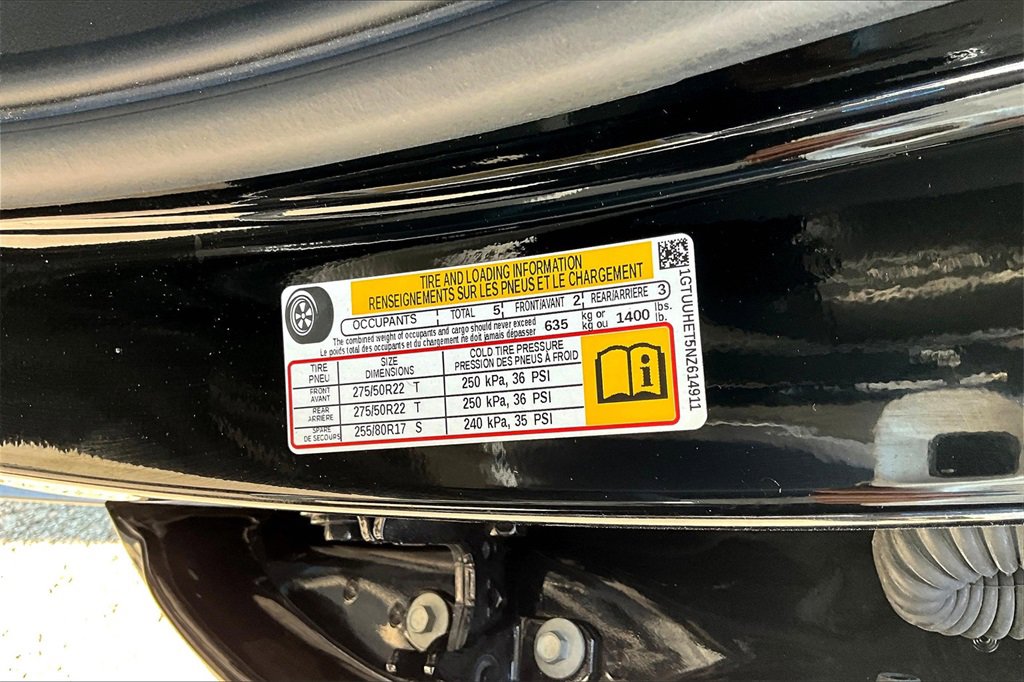 TIRE AND LOADING INFORMATION
RENSEIGNEMENTS SUR LES PNEUS ET LE CHARGEMENT
OCCUPANTS TOTAL 5 FRONT/AVANT 2 REAR/ARRIÈRE 3
The combined weight of occupants and cargo should never exceed 635 kg or 1400 lbs.
Le poids total des occupants et du chargement ne doit jamais dépasser kg ou lb.
TIRE SIZE COLD TIRE PRESSURE
PNEU DIMENSIONS PRESSION DES PNEUS À FROID
FRONT AVANT 275/50R22 T 250 kPa, 36 PSI
REAR ARRIÈRE 275/50R22 T 250 kPa, 36 PSI
SPARE DE SECOURS 255/80R17 S 240 kPa, 35 PSI
i
1GTUUHET5NZ614911